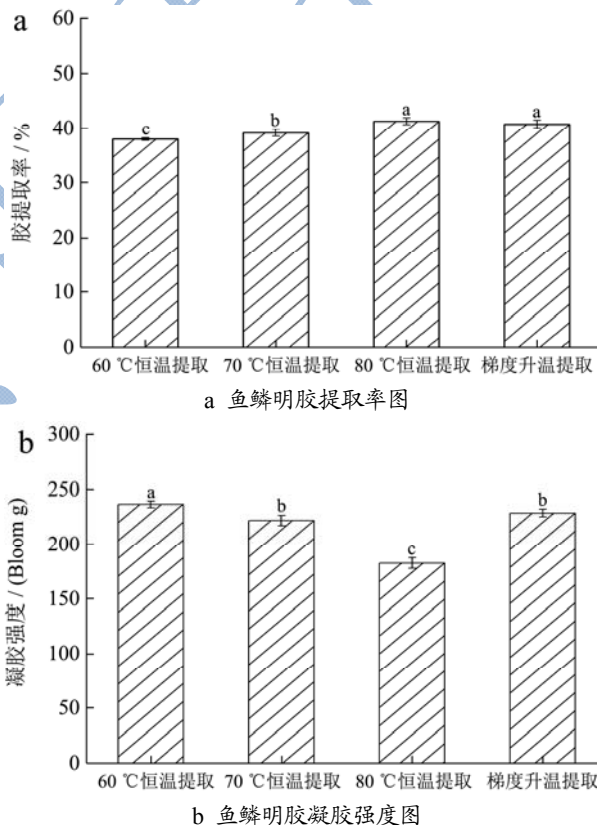 a
60
50
40
30
20
10
0
胶提取率 / %
c
b
a
a
60 ℃恒温提取
70 ℃恒温提取
80 ℃恒温提取
梯度升温提取
a 鱼鳞明胶提取率图
b
300
250
200
150
100
50
0
凝胶强度 / (Bloom g)
a
b
c
b
60 ℃恒温提取
70 ℃恒温提取
80 ℃恒温提取
梯度升温提取
b 鱼鳞明胶凝胶强度图